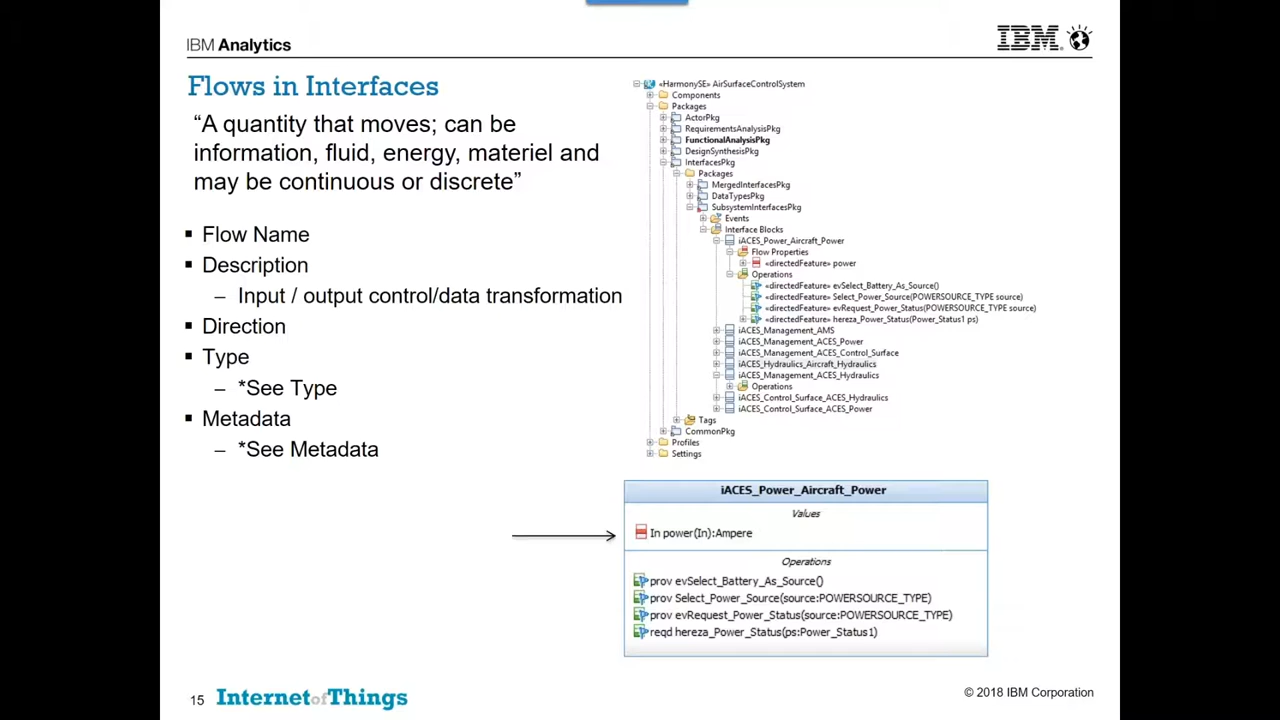 IBM Analytics
IBM
Flows in Interfaces
“A quantity that moves; can be
information, fluid, energy, materiel and
may be continuous or discrete”
Flow Name
Description
– Input / output control/data transformation
Direction
Type
– *See Type
Metadata
– *See Metadata
«HarmonySE» AirSurfaceControlSystem
Components
Packages
ActorPkg
RequirementsAnalysisPkg
FunctionalAnalysisPkg
DesignSynthesisPkg
InterfacesPkg
Packages
MergedInterfacesPkg
DataTypesPkg
SubsystemInterfacesPkg
Events
Interface Blocks
iACES_Power_Aircraft_Power
Flow Properties
«directedFeature» power
Operations
«directedFeature» evSelect_Battery_As_Source()
«directedFeature» Select_Power_Source(POWERSOURCE_TYPE source)
«directedFeature» evRequest_Power_Status(POWERSOURCE_TYPE source)
«directedFeature» hereza_Power_Status(Power_Status1 ps)
iACES_Management_AMS
iACES_Management_ACES_Power
iACES_Management_ACES_Control_Surface
iACES_Hydraulics_Aircraft_Hydraulics
iACES_Management_ACES_Hydraulics
Operations
iACES_Control_Surface_ACES_Hydraulics
iACES_Control_Surface_ACES_Power
Tags
CommonPkg
Profiles
Settings
iACES_Power_Aircraft_Power
Values
In power(In):Ampere
Operations
prov evSelect_Battery_As_Source()
prov Select_Power_Source(source:POWERSOURCE_TYPE)
prov evRequest_Power_Status(source:POWERSOURCE_TYPE)
reqd hereza_Power_Status(ps:Power_Status1)
15 InternetofThings
© 2018 IBM Corporation